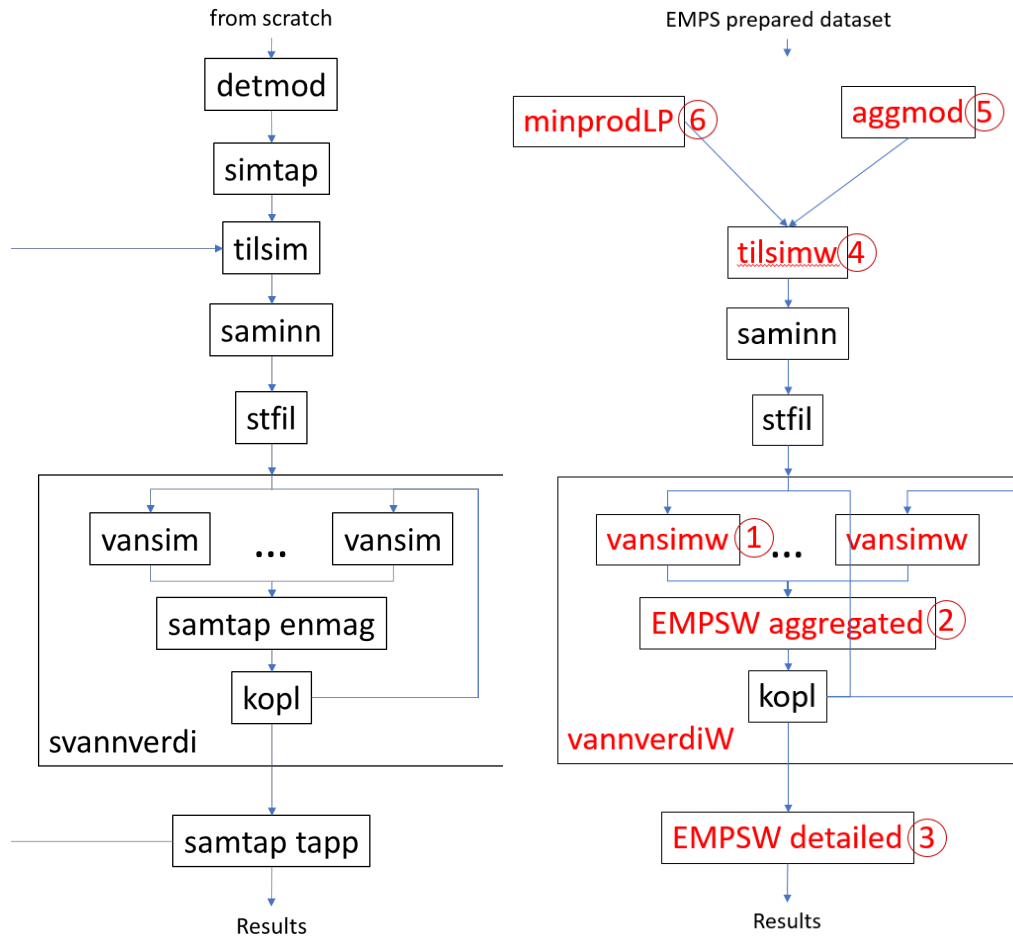 from scratch
detmod
simtap
tilsim
saminn
stfil
vansim
...
vansim
samtap enmag
kopl
svannverdi
samtap tapp
Results
EMPS prepared dataset
minprodLP 6
aggmod 5
tilsimw 4
saminn
stfil
vansimw 1
...
vansimw
EMPSW aggregated 2
kopl
vannverdiW
EMPSW detailed 3
Results